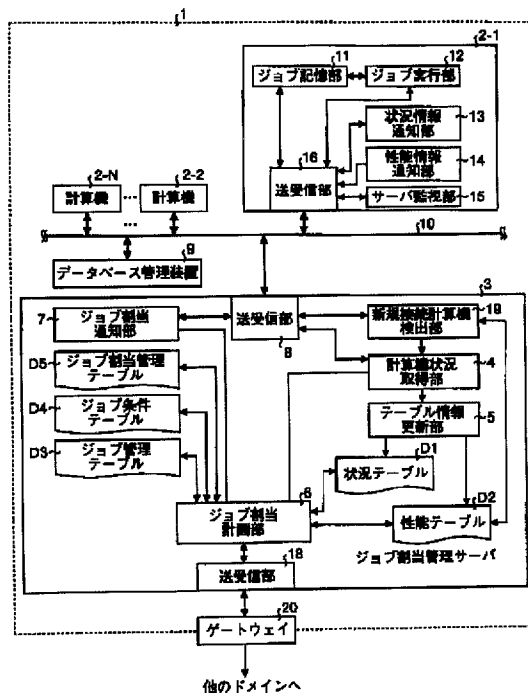 1
2-1
11
ジョブ記憶部
12
ジョブ実行部
状況情報
通知部
13
性能情報
通知部
14
サーバ監視部
15
16
送受信部
2-N
計算機
...
2-2
計算機
...
10
9
データベース管理装置
3
7
ジョブ割当
通知部
送受信部
8
新規接続計算機
検出部
19
計算機状況
取得部
4
テーブル情報
更新部
5
D5
ジョブ割当管理
テーブル
D4
ジョブ条件
テーブル
D3
ジョブ管理
テーブル
D1
状況テーブル
D2
性能テーブル
6
ジョブ割当
計画部
ジョブ割当管理サーバ
18
送受信部
20
ゲートウェイ
他のドメインへ